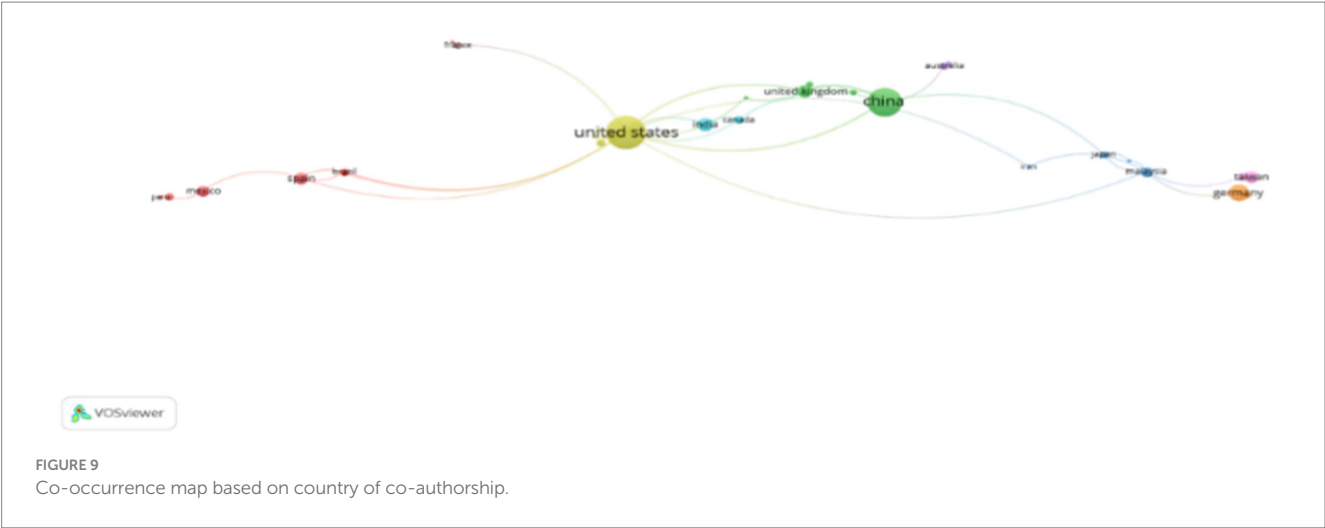 france
australia
united kingdom
china
india
canada
united states
japan
iran
brazil
malaysia
spain
taiwan
mexico
germany
peru
VOSviewer
FIGURE 9
Co-occurrence map based on country of co-authorship.